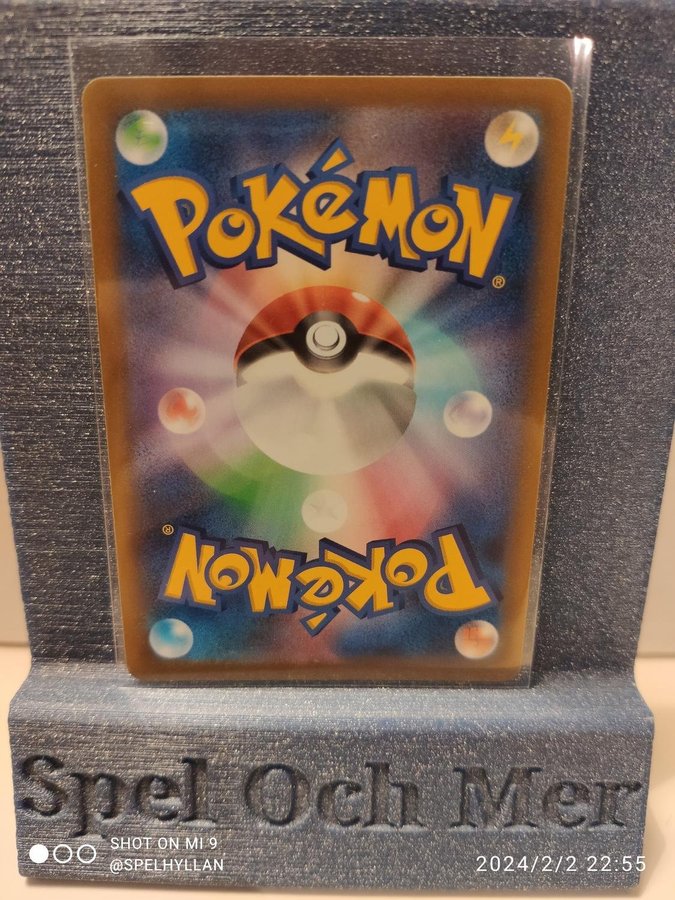 POKéMON
®
®
POKéMON
Spel Och Mer
SHOT ON MI 9
@SPELHYLLAN
2024/2/2 22:55